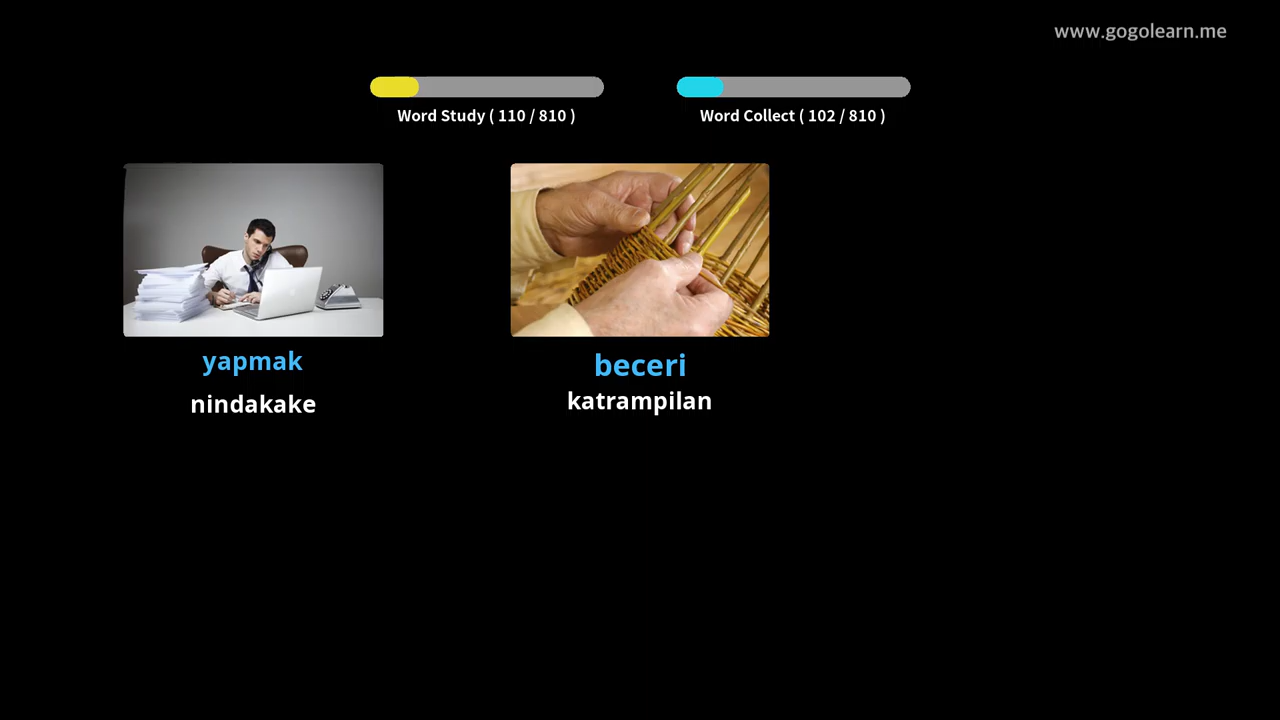 www.gogolearn.me
Word Study ( 110 / 810 )
Word Collect ( 102 / 810 )
yapmak
nindakake
beceri
katrampilan